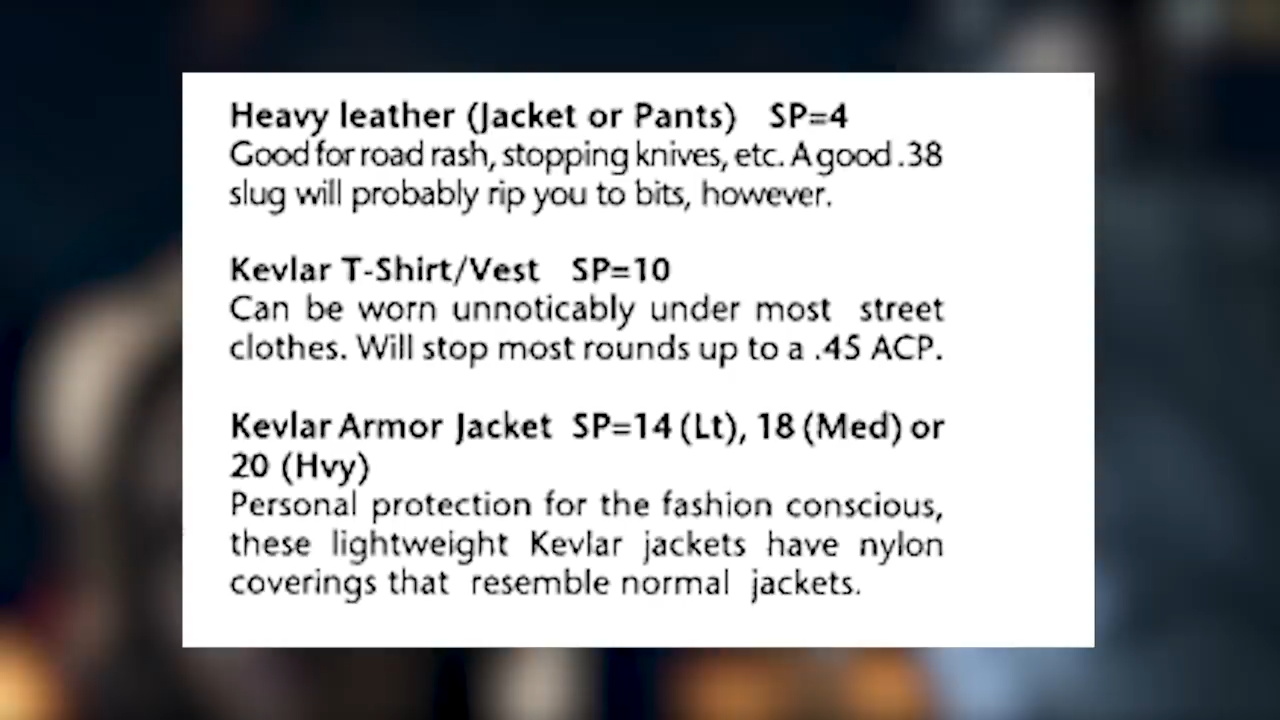 Heavy leather (Jacket or Pants) SP=4
Good for road rash, stopping knives, etc. A good .38
slug will probably rip you to bits, however.
Kevlar T-Shirt/Vest SP=10
Can be worn unnoticably under most street
clothes. Will stop most rounds up to a .45 ACP.
Kevlar Armor Jacket SP=14 (Lt), 18 (Med) or
20 (Hvy)
Personal protection for the fashion conscious,
these lightweight Kevlar jackets have nylon
coverings that resemble normal jackets.